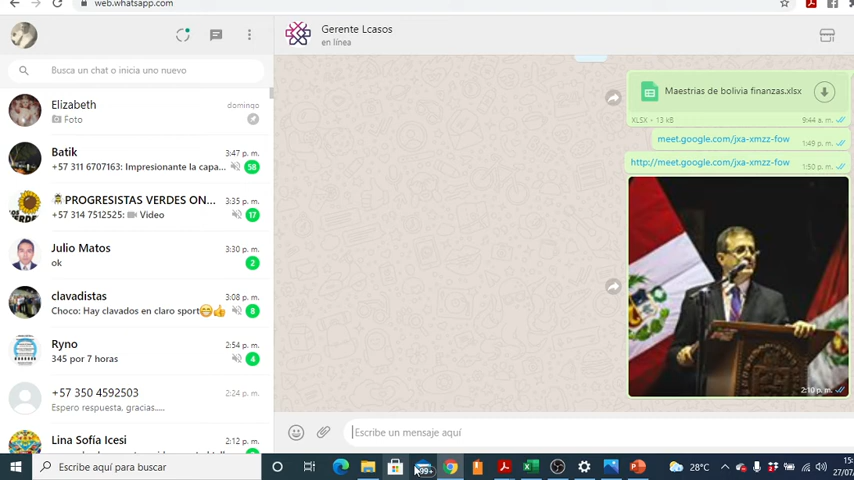 web.whatsapp.com
Gerente Lcasos
en línea
Busca un chat o inicia uno nuevo
Elizabeth
domingo
Foto
Batik
3:47 p. m.
+57 311 6707163: Impresionante la capa...
58
PROGRESISTAS VERDES ON...
3:35 p. m.
+57 314 7512525: Video
17
Julio Matos
3:30 p. m.
ok
2
clavadistas
3:08 p. m.
Choco: Hay clavados en claro sport
8
Ryno
2:54 p. m.
345 por 7 horas
4
+57 350 4592503
2:24 p. m.
Espero respuesta, gracias.....
Lina Sofía Icesi
2:12 p. m.
Maestrias de bolivia finanzas.xlsx
XLSX • 13 kB
9:44 a. m.
meet.google.com/jxa-xmzz-fow
1:49 p. m.
http://meet.google.com/jxa-xmzz-fow
1:50 p. m.
2:10 p. m.
Escribe un mensaje aquí
Escribe aquí para buscar
99+
28°C
15:
27/07/